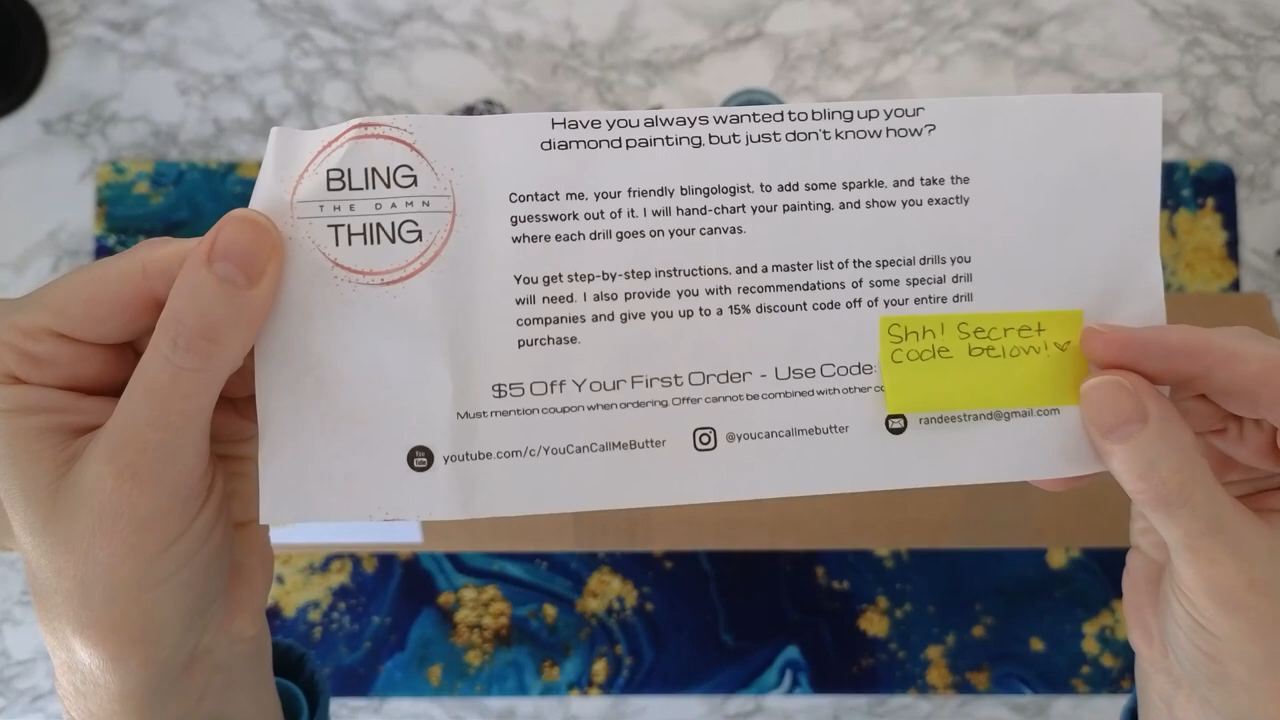 BLING
THE DAMN
THING
Have you always wanted to bling up your
diamond painting, but just don't know how?
Contact me, your friendly blingologist, to add some sparkle, and take the
guesswork out of it. I will hand-chart your painting, and show you exactly
where each drill goes on your canvas.
You get step-by-step instructions, and a master list of the special drills you
will need. I also provide you with recommendations of some special drill
companies and give you up to a 15% discount code off of your entire drill
purchase.
Shh! Secret
code below!
$5 Off Your First Order - Use Code:
Must mention coupon when ordering. Offer cannot be combined with other
You
Tube
youtube.com/c/YouCanCallMeButter
@youcancallmebutter
randeestrand@gmail.com